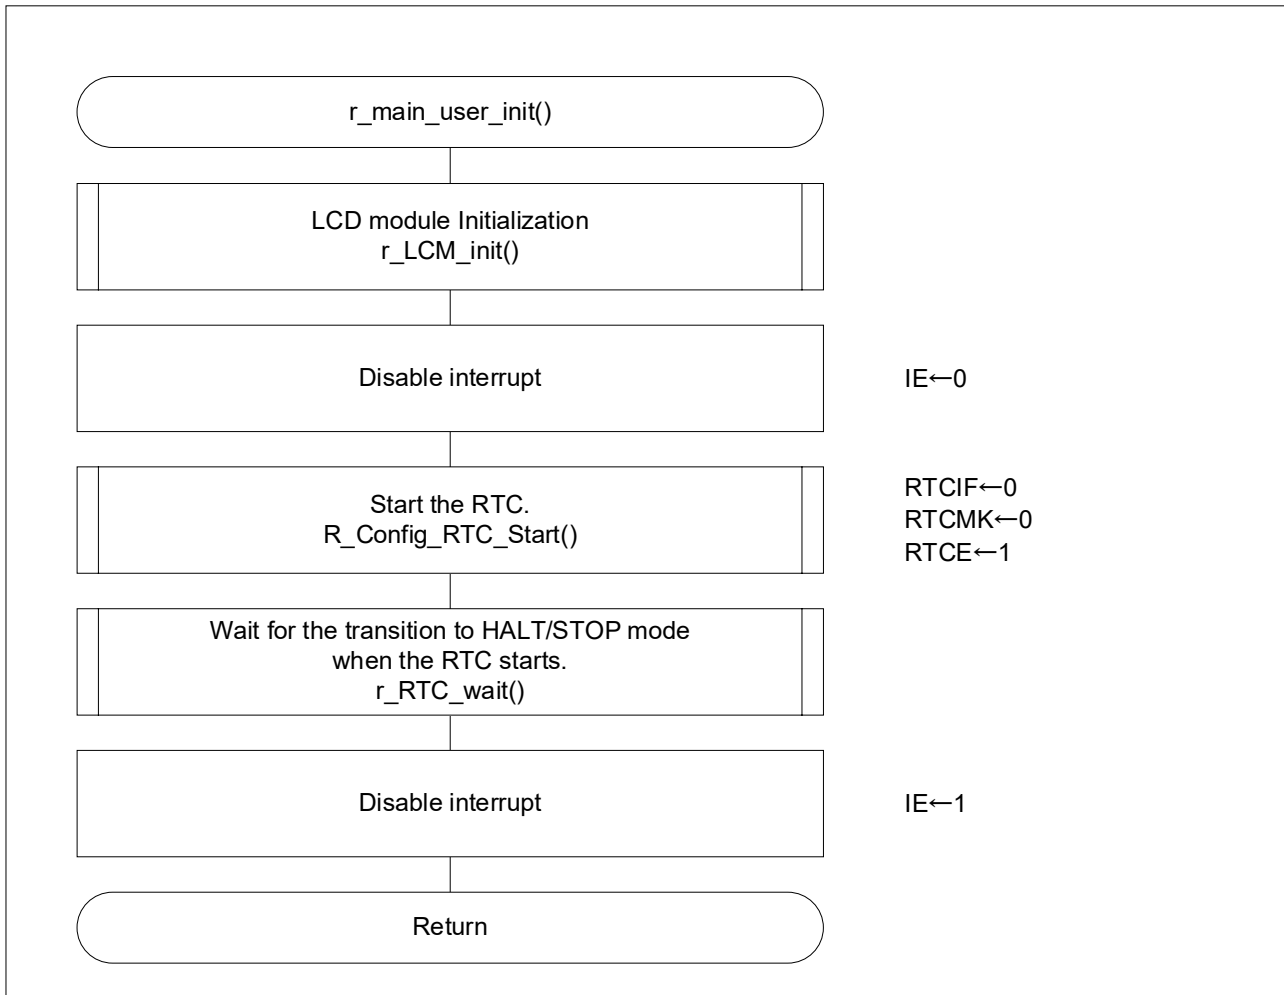 r_main_user_init()
LCD module Initialization
r_LCM_init()
Disable interrupt
IE←0
Start the RTC.
R_Config_RTC_Start()
RTCIF←0
RTCMK←0
RTCE←1
Wait for the transition to HALT/STOP mode
when the RTC starts.
r_RTC_wait()
Disable interrupt
IE←1
Return